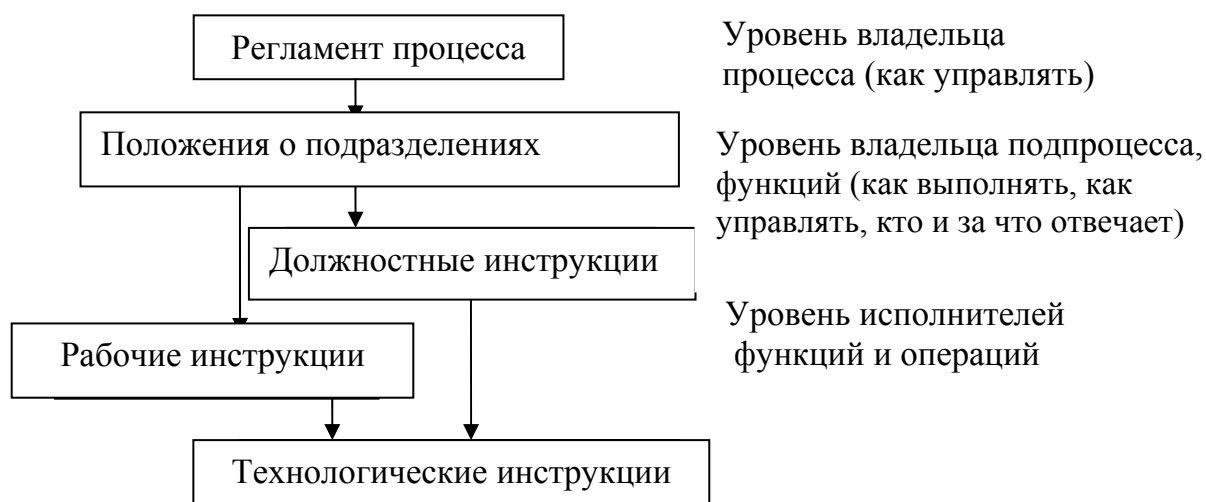 Регламент процесса
Уровень владельца
процесса (как управлять)
Положения о подразделениях
Уровень владельца подпроцесса,
функций (как выполнять, как
управлять, кто и за что отвечает)
Должностные инструкции
Уровень исполнителей
функций и операций
Рабочие инструкции
Технологические инструкции